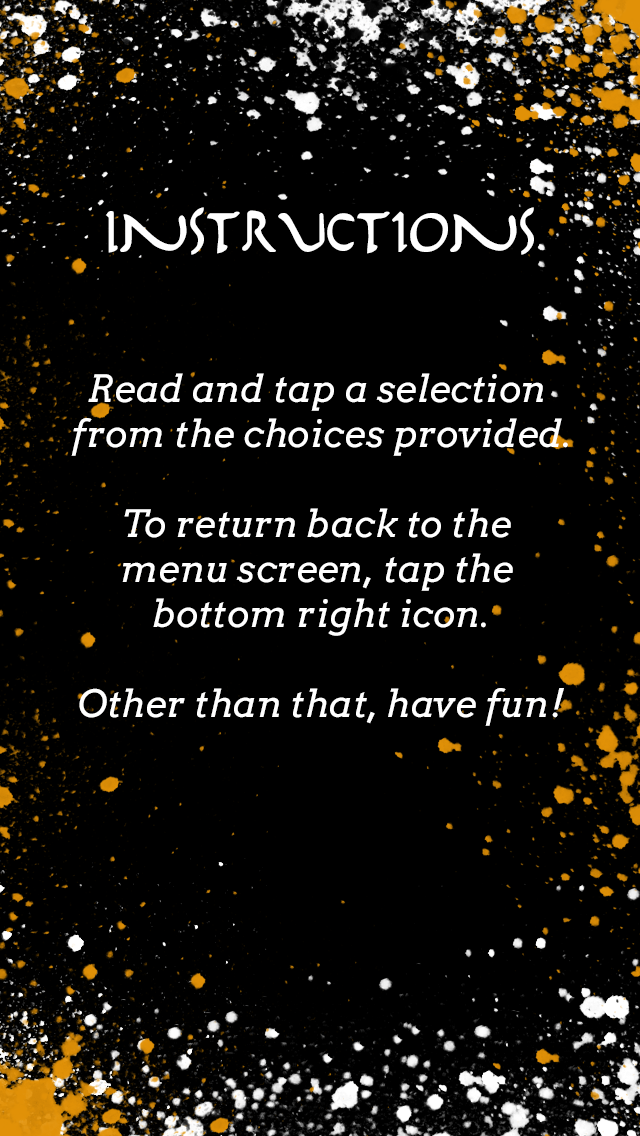 INSTRUCTIONS.
Read and tap a selection
from the choices provided.
To return back to the
menu screen, tap the
bottom right icon.
Other than that, have fun!